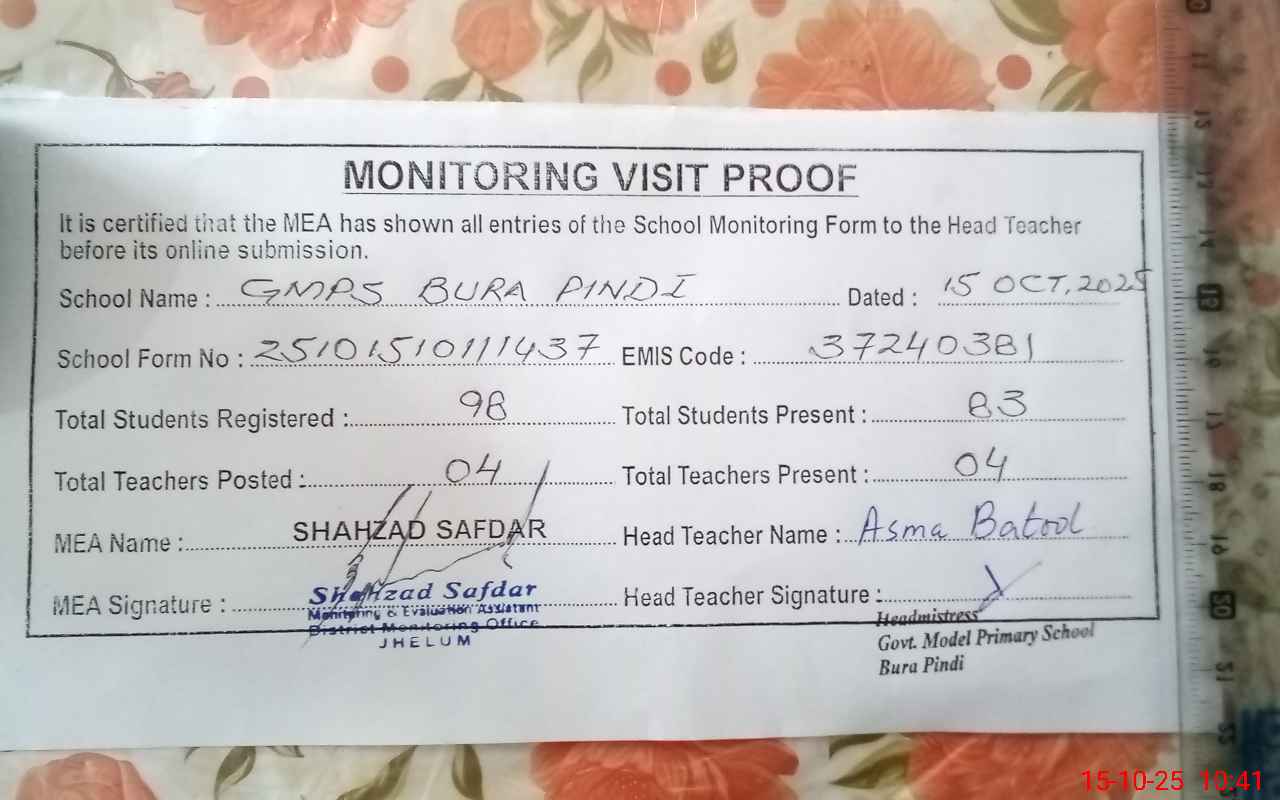 MONITORING VISIT PROOF
It is certified that the MEA has shown all entries of the School Monitoring Form to the Head Teacher
before its online submission.
School Name : GMPS BURA PINDI Dated : 15 OCT, 2025
School Form No : 25101510111437 EMIS Code : 37240381
Total Students Registered : 98 Total Students Present : 83
Total Teachers Posted : 04 Total Teachers Present : 04
MEA Name : SHAHZAD SAFDAR Head Teacher Name : Asma Batool
MEA Signature : Shahzad Safdar Head Teacher Signature :
Monitoring & Evaluation Assistant
District Monitoring Office
JHELUM
Headmistress
Govt. Model Primary School
Bura Pindi
15-10-25 10:41